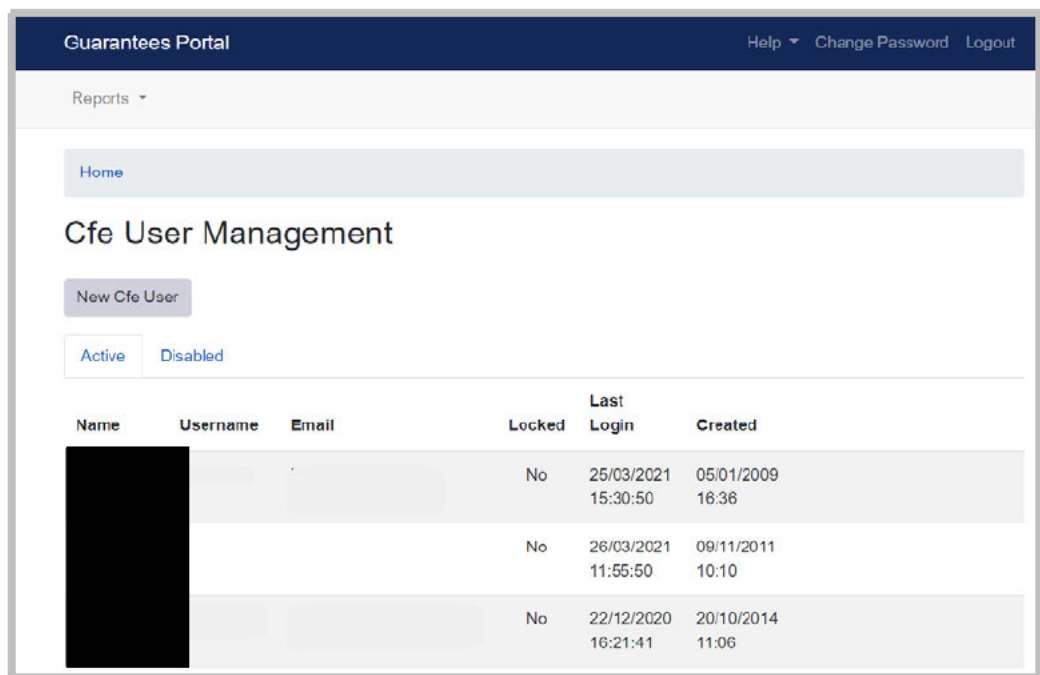 Guarantees Portal Help Change Password Logout
Reports
Home
Cfe User Management
New Cfe User
Active Disabled
Name Username Email Locked Last Login Created
No 25/03/2021 15:30:50 05/01/2009 16:36
No 26/03/2021 11:55:50 09/11/2011 10:10
No 22/12/2020 16:21:41 20/10/2014 11:06